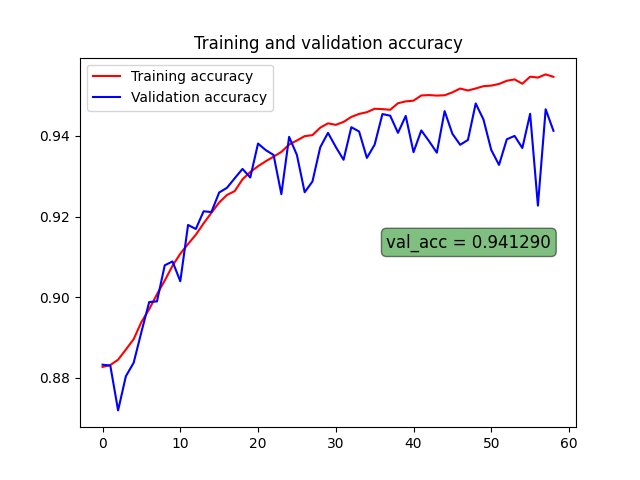 Training and validation accuracy
Training accuracy
Validation accuracy
0.94
0.92
0.90
0.88
val_acc = 0.941290
0
10
20
30
40
50
60